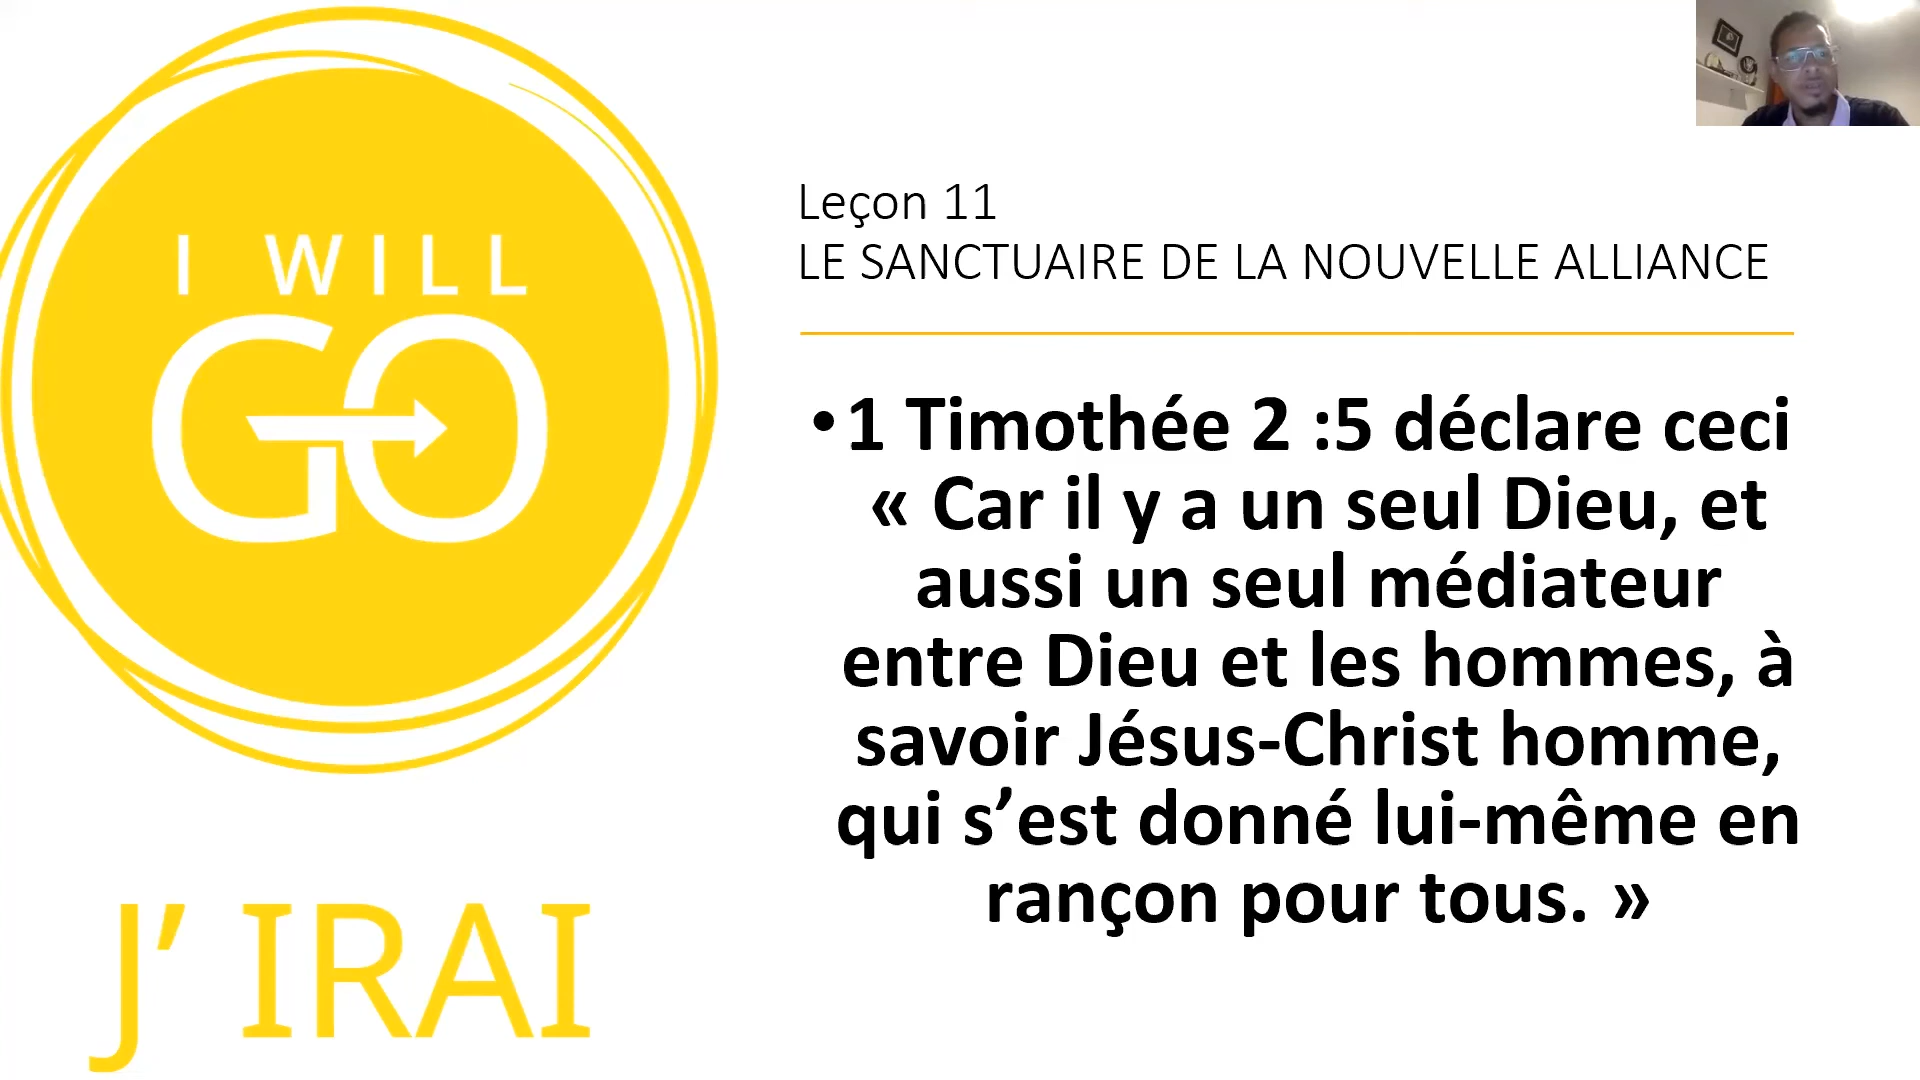 I WILL
GO
J’ IRAI
Leçon 11
LE SANCTUAIRE DE LA NOUVELLE ALLIANCE
•1 Timothée 2 :5 déclare ceci
« Car il y a un seul Dieu, et
aussi un seul médiateur
entre Dieu et les hommes, à
savoir Jésus-Christ homme,
qui s’est donné lui-même en
rançon pour tous. »